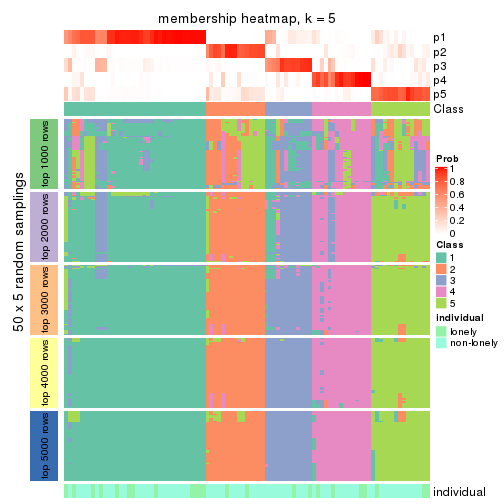 membership heatmap, k = 5
p1
p2
p3
p4
p5
Class
50 x 5 random samplings
top 1000 rows
top 2000 rows
top 3000 rows
top 4000 rows
top 5000 rows
individual
Prob
1
0.8
0.6
0.4
0.2
0
Class
1
2
3
4
5
individual
lonely
non-lonely